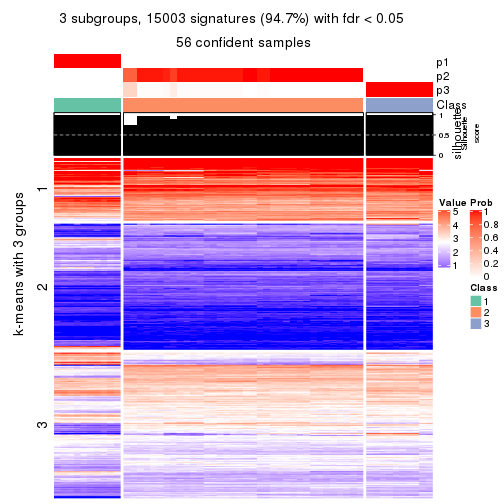 3 subgroups, 15003 signatures (94.7%) with fdr < 0.05
56 confident samples
p1
p2
p3
Class
silhouette
1
0.5
0
Silhouette
score
k-means with 3 groups
1
2
3
Value
5
4
3
2
1
Prob
1
0.8
0.6
0.4
0.2
0
Class
1
2
3